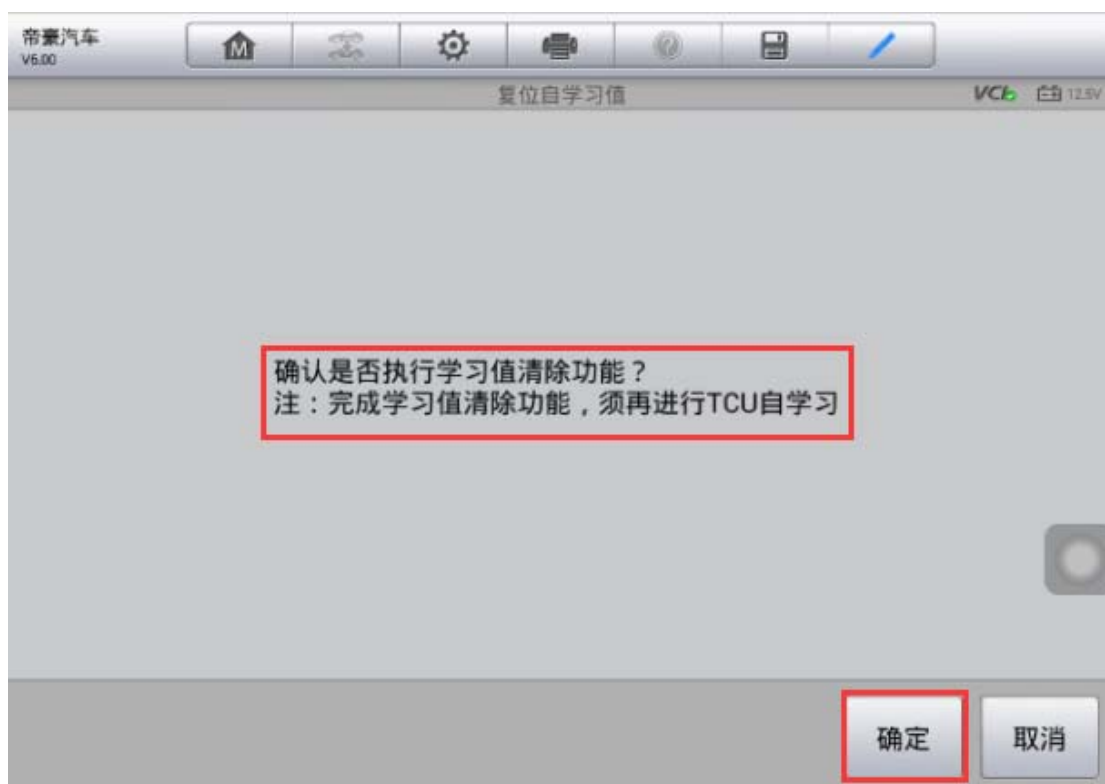 帝豪汽车
V6.00
M
复位自学习值
VCI 12.5V
确认是否执行学习值清除功能？
注：完成学习值清除功能，须再进行TCU自学习
确定
取消